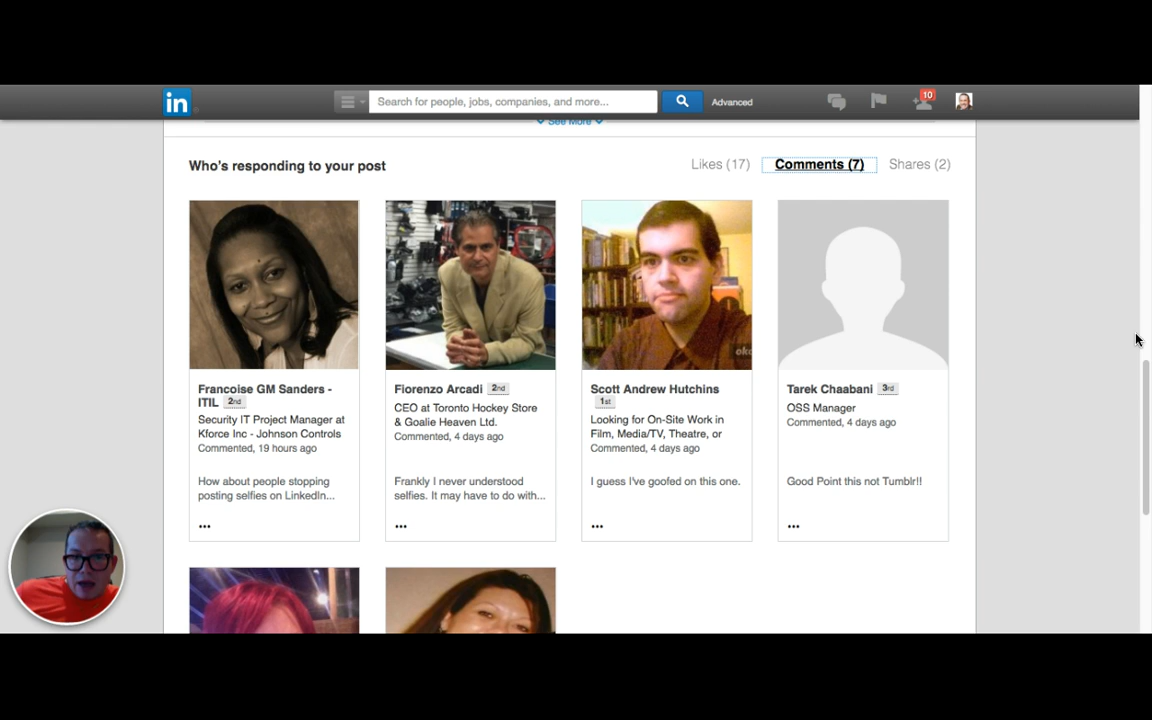 in
Search for people, jobs, companies, and more...
Advanced
10
See More
Who's responding to your post
Likes (17)
Comments (7)
Shares (2)
Francoise GM Sanders -
ITIL 2nd
Security IT Project Manager at
Kforce Inc - Johnson Controls
Commented, 19 hours ago
How about people stopping
posting selfies on LinkedIn...
...
Fiorenzo Arcadi 2nd
CEO at Toronto Hockey Store
& Goalie Heaven Ltd.
Commented, 4 days ago
Frankly I never understood
selfies. It may have to do with...
...
Scott Andrew Hutchins
1st
Looking for On-Site Work in
Film, Media/TV, Theatre, or
Commented, 4 days ago
I guess I've goofed on this one.
...
Tarek Chaabani 3rd
OSS Manager
Commented, 4 days ago
Good Point this not Tumblr!!
...